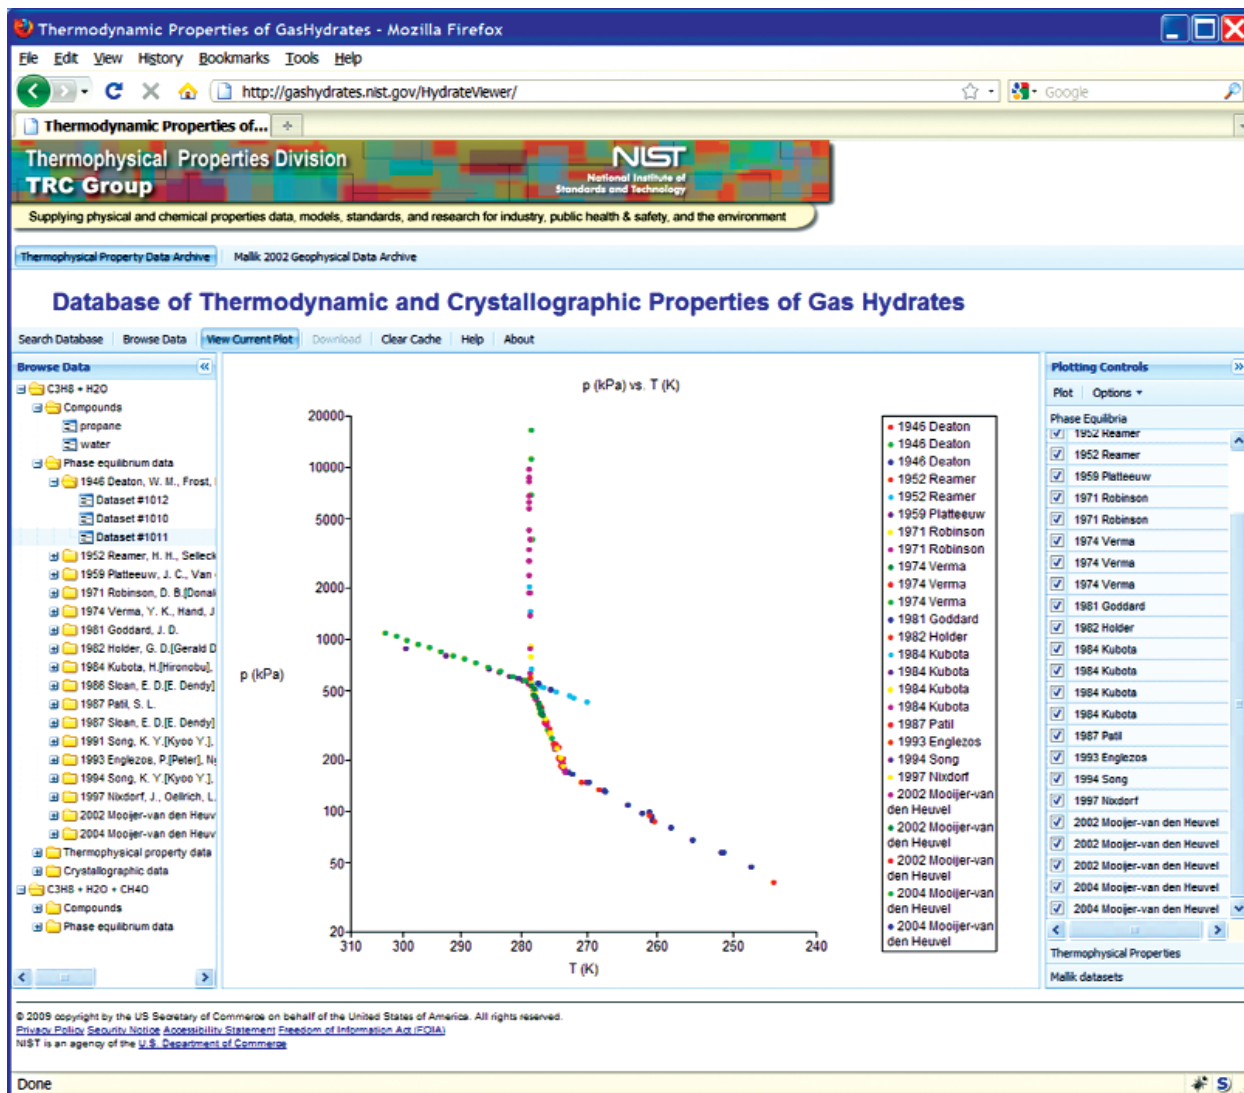 Thermodynamic Properties of GasHydrates - Mozilla Firefox
File Edit View History Bookmarks Tools Help
http://gashydrates.nist.gov/HydrateViewer/
Google
Thermodynamic Properties of...
Thermophysical Properties Division
TRC Group
NIST
National Institute of
Standards and Technology
Supplying physical and chemical properties data, models, standards, and research for industry, public health & safety, and the environment
Thermophysical Property Data Archive Mallik 2002 Geophysical Data Archive
Database of Thermodynamic and Crystallographic Properties of Gas Hydrates
Search Database Browse Data View Current Plot Download Clear Cache Help About
Browse Data
C3H8 + H2O
Compounds
propane
water
Phase equilibrium data
1946 Deaton, W. M., Frost,
Dataset #1012
Dataset #1010
Dataset #1011
1952 Reamer, H. H., Selleck
1959 Platteeuw, J. C., Van
1971 Robinson, D. B.[Donal
1974 Verma, Y. K., Hand, J
1981 Goddard, J. D.
1982 Holder, G. D.[Gerald D
1984 Kubota, H.[Hironobu],
1986 Sloan, E. D.[E. Dendy]
1987 Patil, S. L.
1987 Sloan, E. D.[E. Dendy]
1991 Song, K. Y.[Kyoo Y.],
1993 Englezos, P.[Peter], N
1994 Song, K. Y.[Kyoo Y.],
1997 Nixdorf, J., Oellrich, L.
2002 Mooijer-van den Heuv
2004 Mooijer-van den Heuv
Thermophysical property data
Crystallographic data
C3H8 + H2O + CH4O
Compounds
Phase equilibrium data
p (kPa) vs. T (K)
20000
10000
5000
2000
1000
p (kPa)
500
200
100
50
20
310 300 290 280 270 260 250 240
T (K)
1946 Deaton
1946 Deaton
1946 Deaton
1952 Reamer
1952 Reamer
1959 Platteeuw
1971 Robinson
1971 Robinson
1974 Verma
1974 Verma
1974 Verma
1981 Goddard
1982 Holder
1984 Kubota
1984 Kubota
1984 Kubota
1984 Kubota
1987 Patil
1993 Englezos
1994 Song
1997 Nixdorf
2002 Mooijer-van
den Heuvel
2002 Mooijer-van
den Heuvel
2002 Mooijer-van
den Heuvel
2004 Mooijer-van
den Heuvel
2004 Mooijer-van
den Heuvel
Plotting Controls
Plot Options
Phase Equilibria
1952 Reamer
1952 Reamer
1959 Platteeuw
1971 Robinson
1971 Robinson
1974 Verma
1974 Verma
1974 Verma
1981 Goddard
1982 Holder
1984 Kubota
1984 Kubota
1984 Kubota
1984 Kubota
1987 Patil
1993 Englezos
1994 Song
1997 Nixdorf
2002 Mooijer-van den Heuvel
2002 Mooijer-van den Heuvel
2002 Mooijer-van den Heuvel
2004 Mooijer-van den Heuvel
2004 Mooijer-van den Heuvel
Thermophysical Properties
Mallik datasets
© 2009 copyright by the US Secretary of Commerce on behalf of the United States of America. All rights reserved.
Privacy Policy Security Notice Accessibility Statement Freedom of Information Act (FOIA)
NIST is an agency of the U.S. Department of Commerce
Done